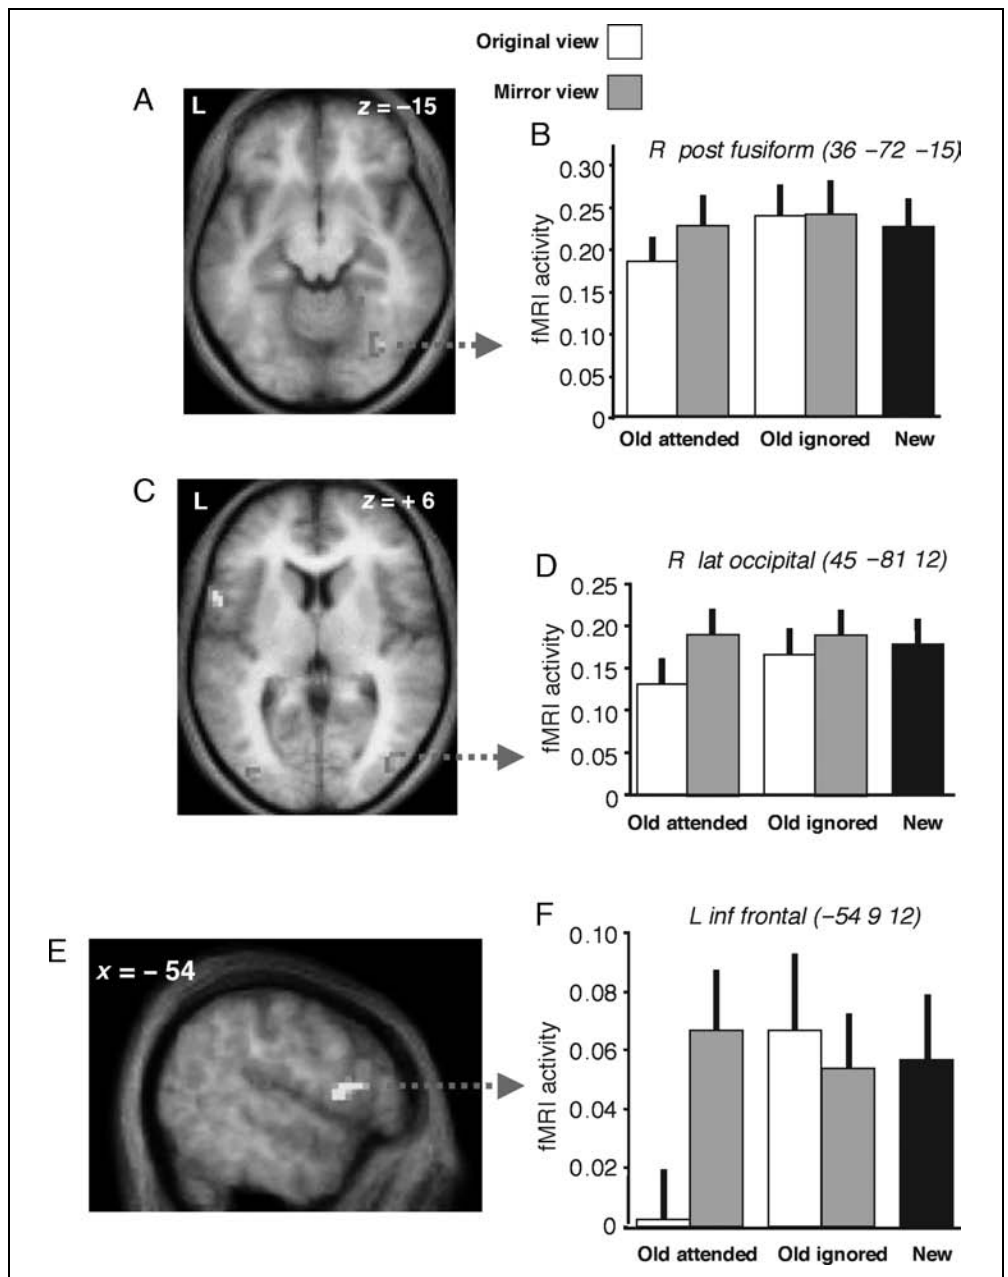 Original view
Mirror view
A
L
z = −15
B
R post fusiform (36 −72 −15)
fMRI activity
0.30
0.25
0.20
0.15
0.10
0.05
0
Old attended
Old ignored
New
C
L
z = + 6
D
R lat occipital (45 −81 12)
fMRI activity
0.25
0.20
0.15
0.10
0.05
0
Old attended
Old ignored
New
E
x = − 54
F
L inf frontal (−54 9 12)
fMRI activity
0.10
0.08
0.06
0.04
0.02
0
Old attended
Old ignored
New